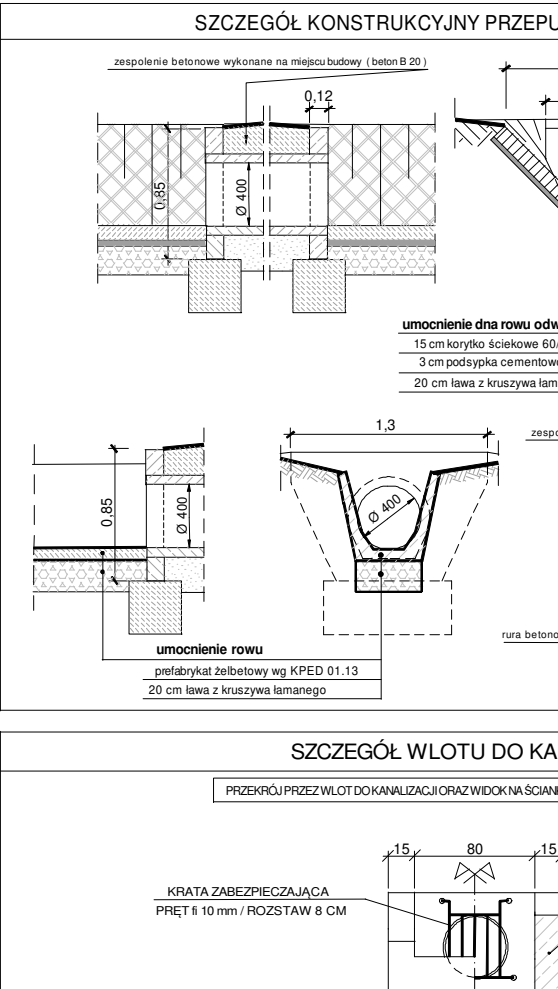 SZCZEGÓŁ KONSTRUKCYJNY PRZEPU
zespolenie betonowe wykonane na miejscu budowy ( beton B 20 )
0,12
0,85
Ø 400
umocnienie dna rowu odw
15 cm korytko ściekowe 60/
3 cm podsypka cementowo
20 cm ława z kruszywa łam
1,3
zespo
0,85
Ø 400
Ø 400
rura betono
umocnienie rowu
prefabrykat żelbetowy wg KPED 01.13
20 cm ława z kruszywa łamanego
SZCZEGÓŁ WLOTU DO KA
PRZEKRÓJ PRZEZ WLOT DO KANALIZACJI ORAZ WIDOK NA ŚCIANK
15 80 15
KRATA ZABEZPIECZAJĄCA
PRĘT fi 10 mm / ROZSTAW 8 CM